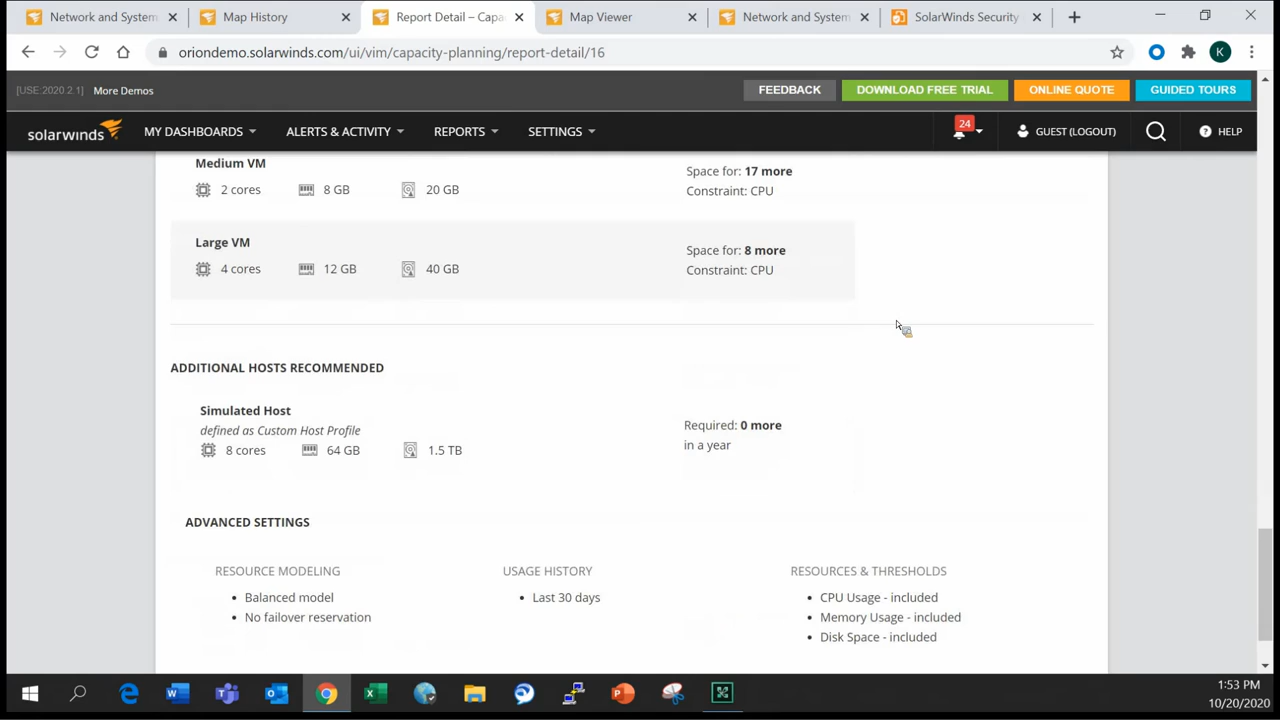 Network and System
Map History
Report Detail – Capac
Map Viewer
Network and System
SolarWinds Security
oriondemo.solarwinds.com/ui/vim/capacity-planning/report-detail/16
K
[USE:2020 2.1] More Demos
FEEDBACK
DOWNLOAD FREE TRIAL
ONLINE QUOTE
GUIDED TOURS
solarwinds
MY DASHBOARDS
ALERTS & ACTIVITY
REPORTS
SETTINGS
24
GUEST (LOGOUT)
HELP
Medium VM
2 cores
8 GB
20 GB
Space for: 17 more
Constraint: CPU
Large VM
4 cores
12 GB
40 GB
Space for: 8 more
Constraint: CPU
ADDITIONAL HOSTS RECOMMENDED
Simulated Host
defined as Custom Host Profile
8 cores
64 GB
1.5 TB
Required: 0 more
in a year
ADVANCED SETTINGS
RESOURCE MODELING
• Balanced model
• No failover reservation
USAGE HISTORY
• Last 30 days
RESOURCES & THRESHOLDS
• CPU Usage - included
• Memory Usage - included
• Disk Space - included
1:53 PM
10/20/2020